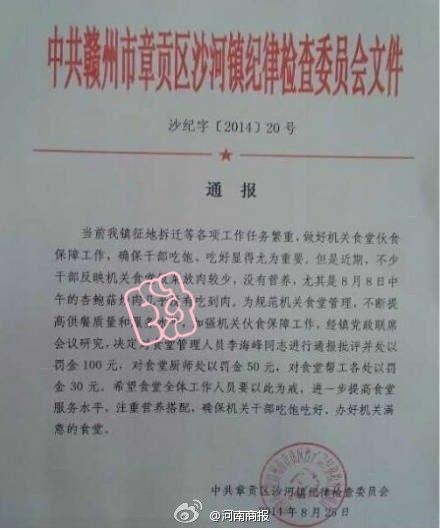 中共赣州市章贡区沙河镇纪律检查委员会文件
沙纪字〔2014〕20号
通 报
当前我镇征地拆迁等各项工作任务繁重，做好机关食堂伙食
保障工作，确保干部吃饱、吃好显得尤为重要。但是近期，不少
干部反映机关食堂 菜放肉较少，没有营养，尤其是8月8日中
午的杏鲍菇炒肉几乎没有吃到肉。为规范机关食堂管理，不断提
高供餐质量和服务 加强机关伙食保障工作，经镇党政联席
会议研究，决定 食堂管理人员李海峰同志进行通报批评并处以
罚金100元，对食堂厨师处以罚金50元，对食堂帮工各处以罚
金30元。希望食堂全体工作人员要以此为戒，进一步提高食堂
服务水平，注重营养搭配，确保机关干部吃饱吃好，办好机关满
意的食堂。
中共章贡区沙河镇纪律检查委员会
2014年8月25日
@河南商报